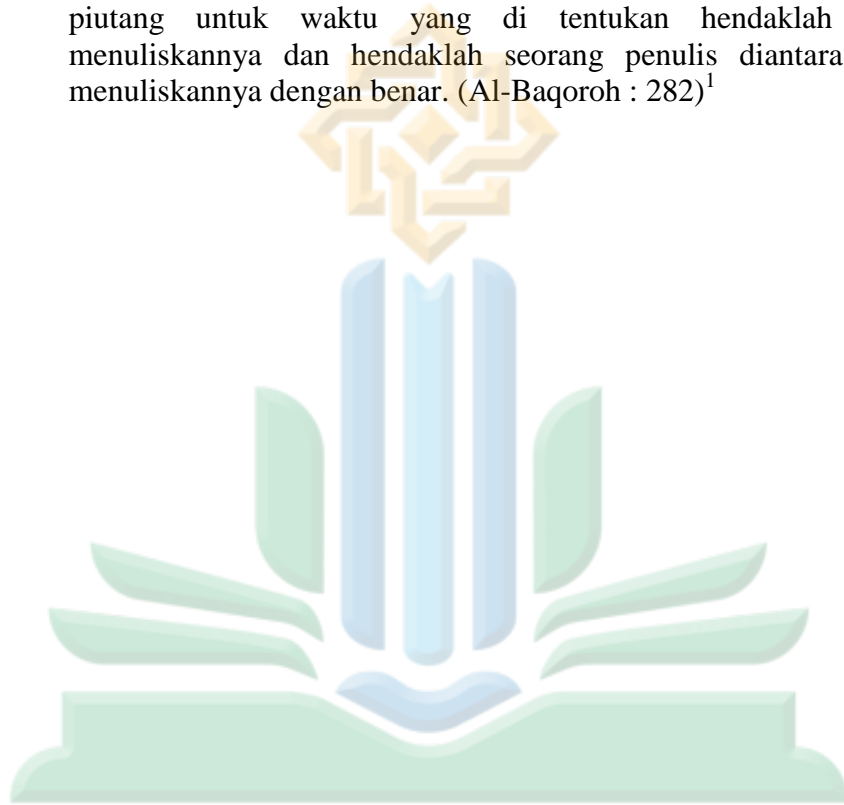 piutang untuk waktu yang di tentukan hendaklah
menuliskannya dan hendaklah seorang penulis diantara
menuliskannya dengan benar. (Al-Baqoroh : 282)1